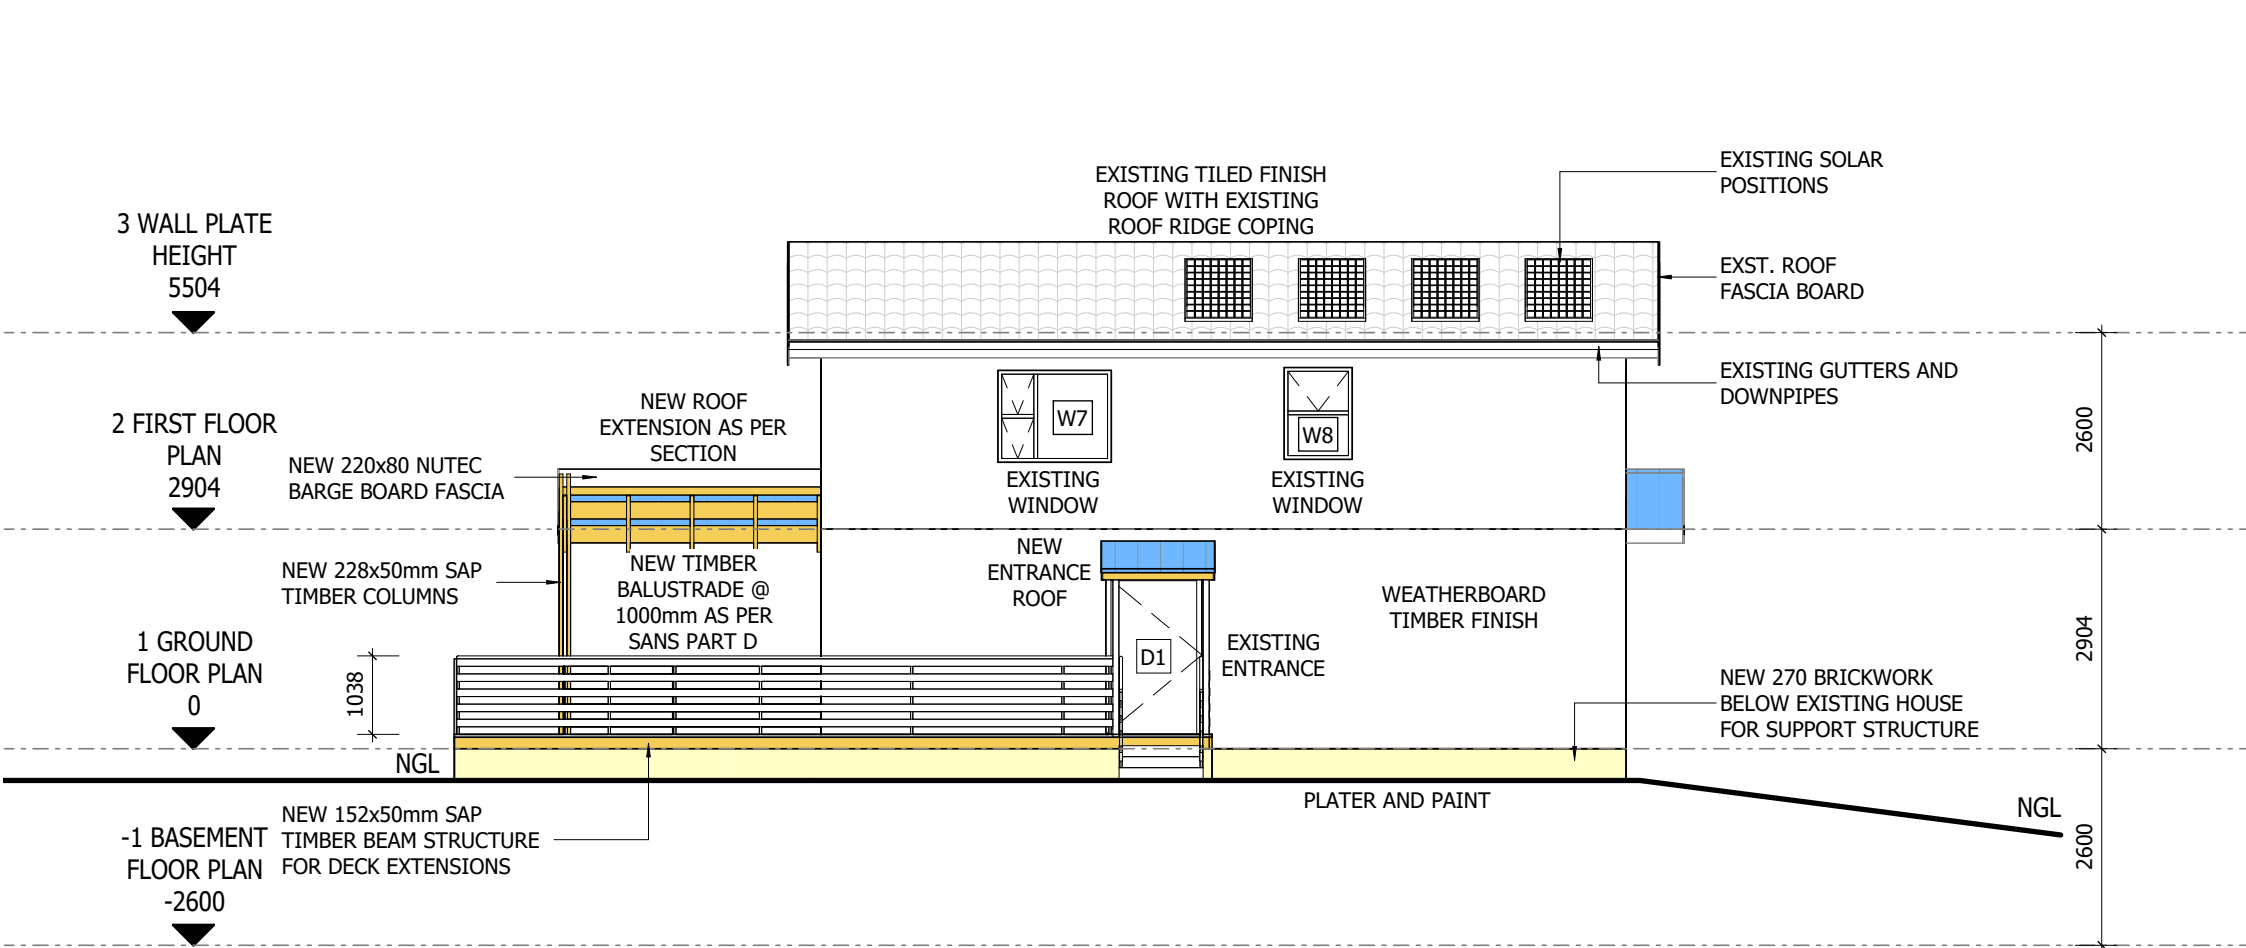 EXISTING SOLAR
POSITIONS
EXISTING TILED FINISH
ROOF WITH EXISTING
ROOF RIDGE COPING
3 WALL PLATE
HEIGHT
5504
EXST. ROOF
FASCIA BOARD
EXISTING GUTTERS AND
DOWNPIPES
2600
NEW ROOF
EXTENSION AS PER
SECTION
W7
W8
2 FIRST FLOOR
PLAN
2904
NEW 220x80 NUTEC
BARGE BOARD FASCIA
EXISTING
WINDOW
EXISTING
WINDOW
NEW 228x50mm SAP
TIMBER COLUMNS
NEW TIMBER
BALUSTRADE @
1000mm AS PER
SANS PART D
NEW
ENTRANCE
ROOF
WEATHERBOARD
TIMBER FINISH
2904
1 GROUND
FLOOR PLAN
0
1038
D1
EXISTING
ENTRANCE
NEW 270 BRICKWORK
BELOW EXISTING HOUSE
FOR SUPPORT STRUCTURE
NGL
PLATER AND PAINT
NGL
2600
NEW 152x50mm SAP
TIMBER BEAM STRUCTURE
FOR DECK EXTENSIONS
-1 BASEMENT
FLOOR PLAN
-2600